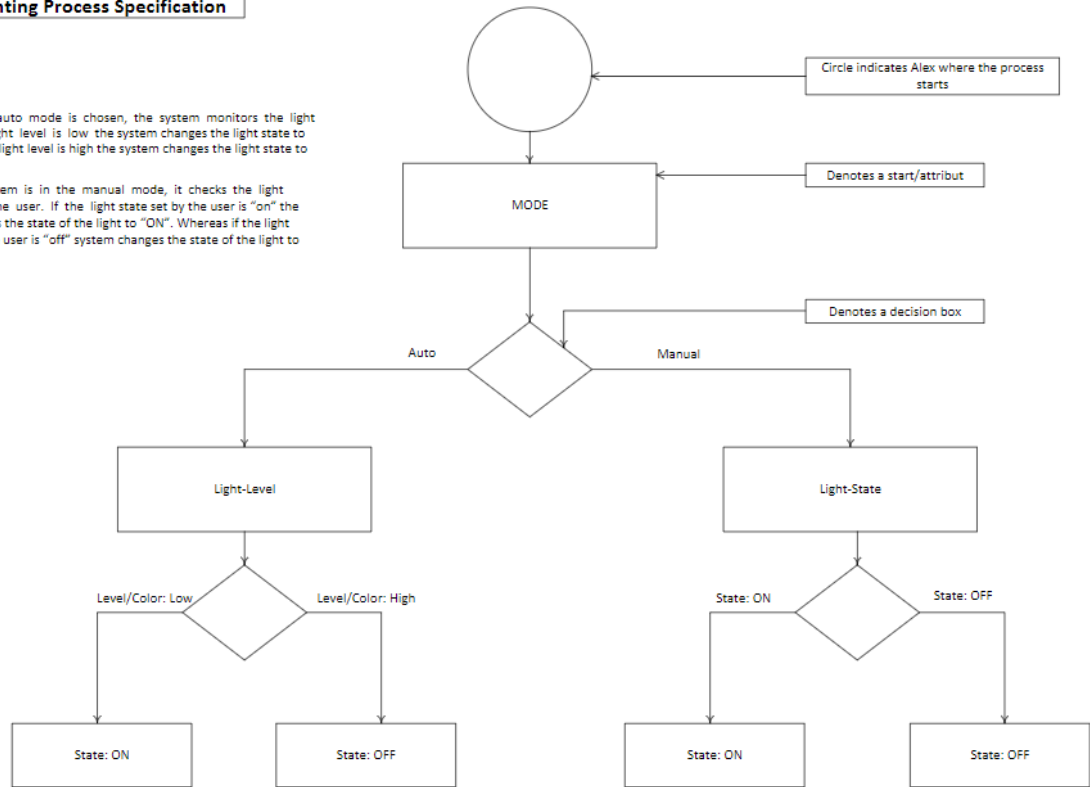 nting Process Specification
Circle indicates Alex where the process
starts
auto mode is chosen, the system monitors the light
ght level is low the system changes the light state to
light level is high the system changes the light state to
Denotes a start/attribut
MODE
em is in the manual mode, it checks the light
he user. If the light state set by the user is “on” the
s the state of the light to “ON”. Whereas if the light
user is “off” system changes the state of the light to
Denotes a decision box
Auto
Manual
Light-Level
Light-State
Level/Color: Low
Level/Color: High
State: ON
State: OFF
State: ON
State: OFF
State: ON
State: OFF